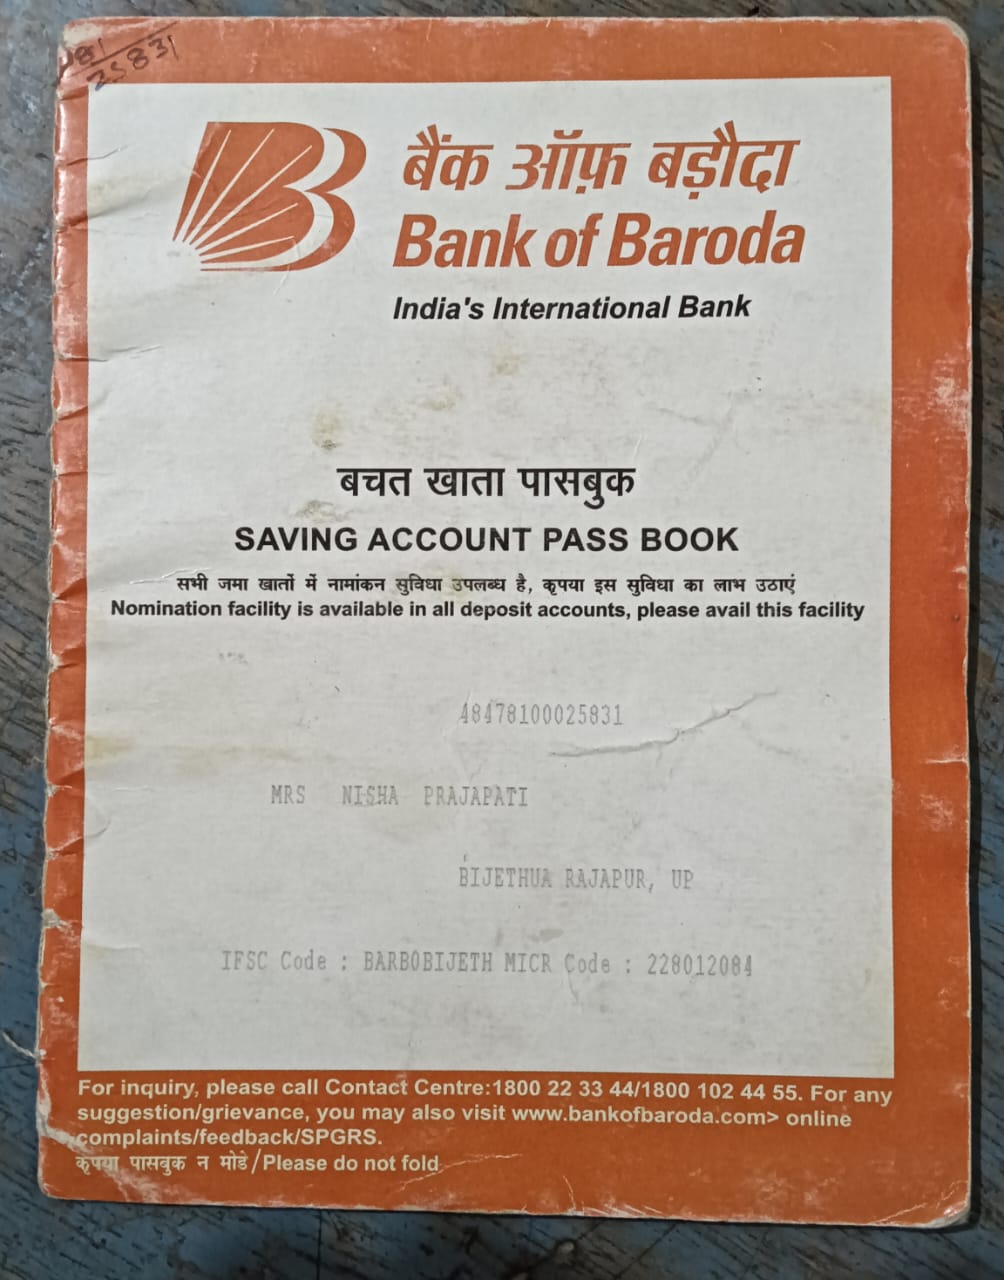 25831
बैंक ऑफ़ बड़ौदा
Bank of Baroda
India's International Bank
बचत खाता पासबुक
SAVING ACCOUNT PASS BOOK
सभी जमा खातों में नामांकन सुविधा उपलब्ध है, कृपया इस सुविधा का लाभ उठाएं
Nomination facility is available in all deposit accounts, please avail this facility
48478100025831
MRS NISHA PRAJAPATI
BIJETHUA RAJAPUR, UP
IFSC Code : BARB0BIJETH MICR Code : 228012084
For inquiry, please call Contact Centre:1800 22 33 44/1800 102 44 55. For any
suggestion/grievance, you may also visit www.bankofbaroda.com> online
complaints/feedback/SPGRS.
कृपया पासबुक न मोडे/Please do not fold